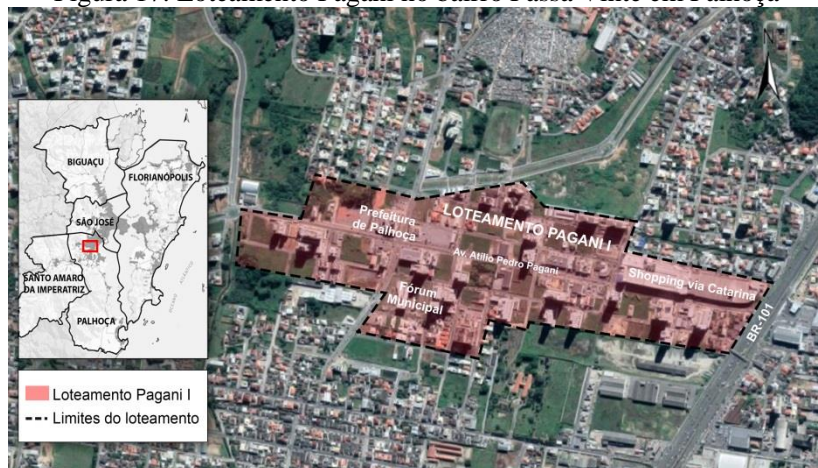 Figura 17: Loteamento Pagani no bairro Passa Vinte em Palhoça
N
BIGUAÇU
FLORIANÓPOLIS
SÃO JOSÉ
SANTO AMARO
DA IMPERATRIZ
PALHOÇA
Loteamento Pagani I
Limites do loteamento
Prefeitura
de Palhoça
LOTEAMENTO PAGANI I
Av. Atílio Pedro Pagani
Fórum
Municipal
Shopping via Catarina
BR-101